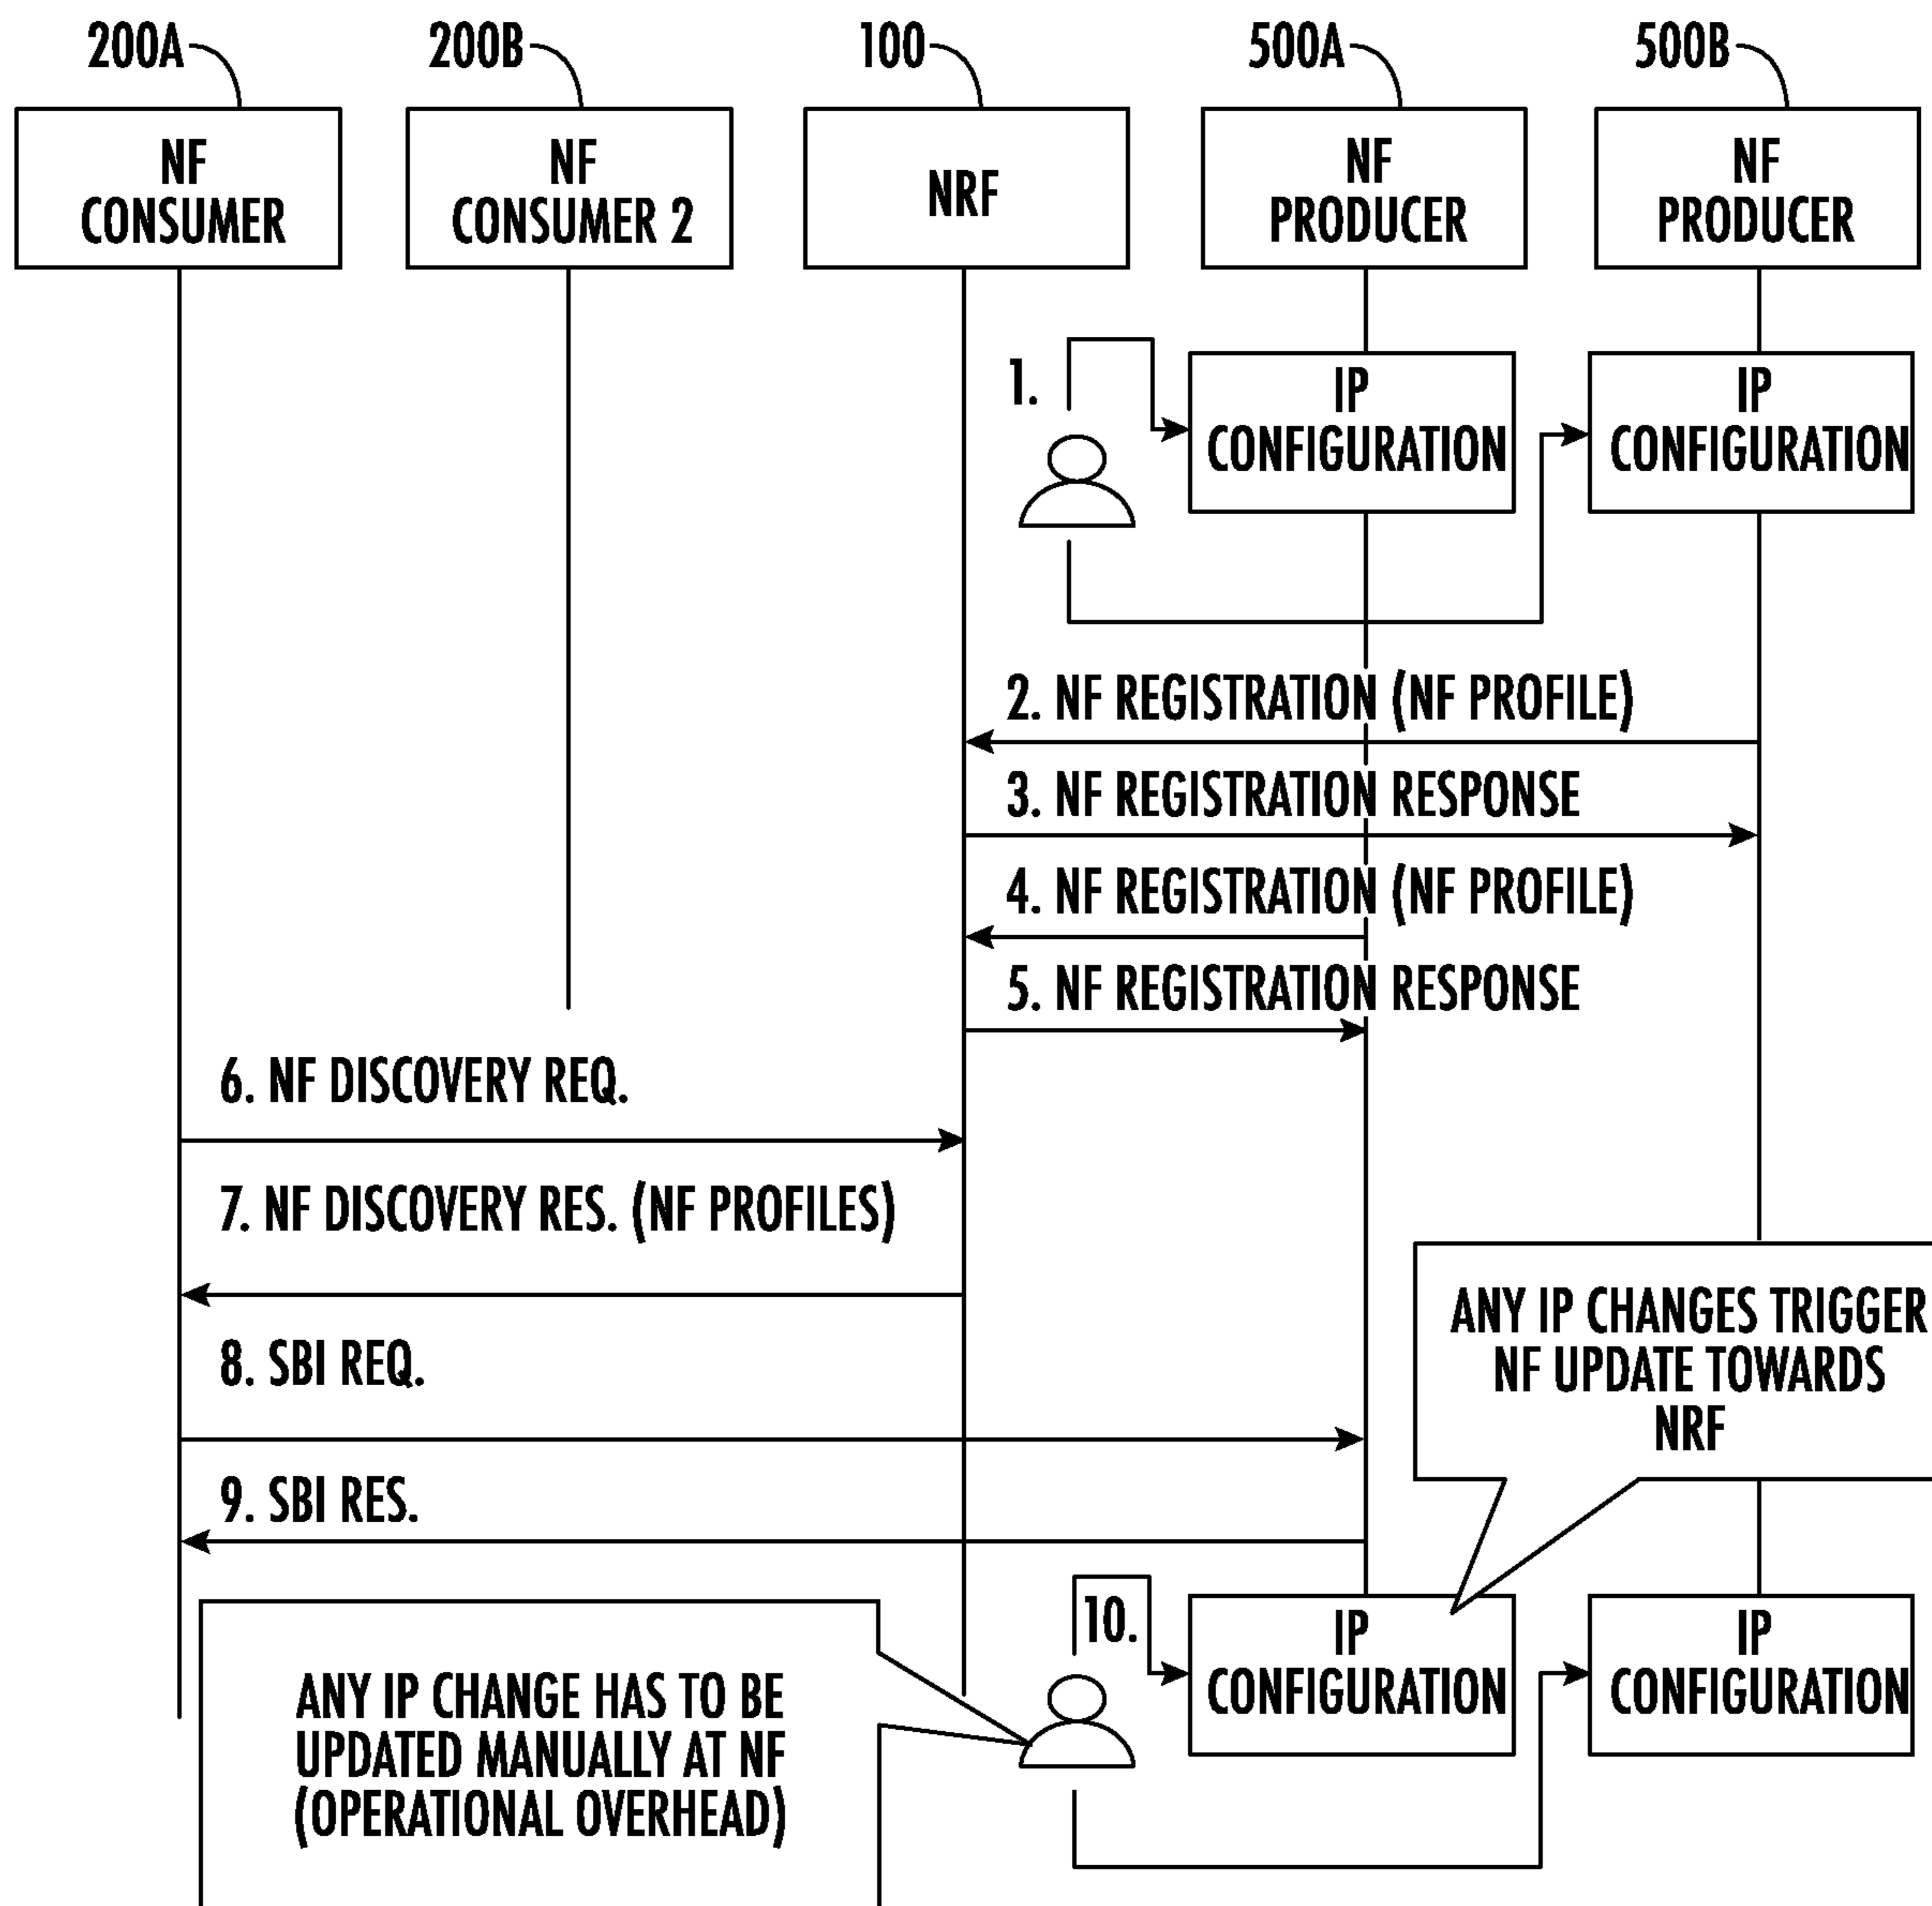 200A
200B
100
500A
500B
NF
CONSUMER
NF
CONSUMER 2
NRF
NF
PRODUCER
NF
PRODUCER
1.
IP
CONFIGURATION
IP
CONFIGURATION
2. NF REGISTRATION (NF PROFILE)
3. NF REGISTRATION RESPONSE
4. NF REGISTRATION (NF PROFILE)
5. NF REGISTRATION RESPONSE
6. NF DISCOVERY REQ.
7. NF DISCOVERY RES. (NF PROFILES)
8. SBI REQ.
ANY IP CHANGES TRIGGER
NF UPDATE TOWARDS
NRF
9. SBI RES.
10.
IP
CONFIGURATION
IP
CONFIGURATION
ANY IP CHANGE HAS TO BE
UPDATED MANUALLY AT NF
(OPERATIONAL OVERHEAD)